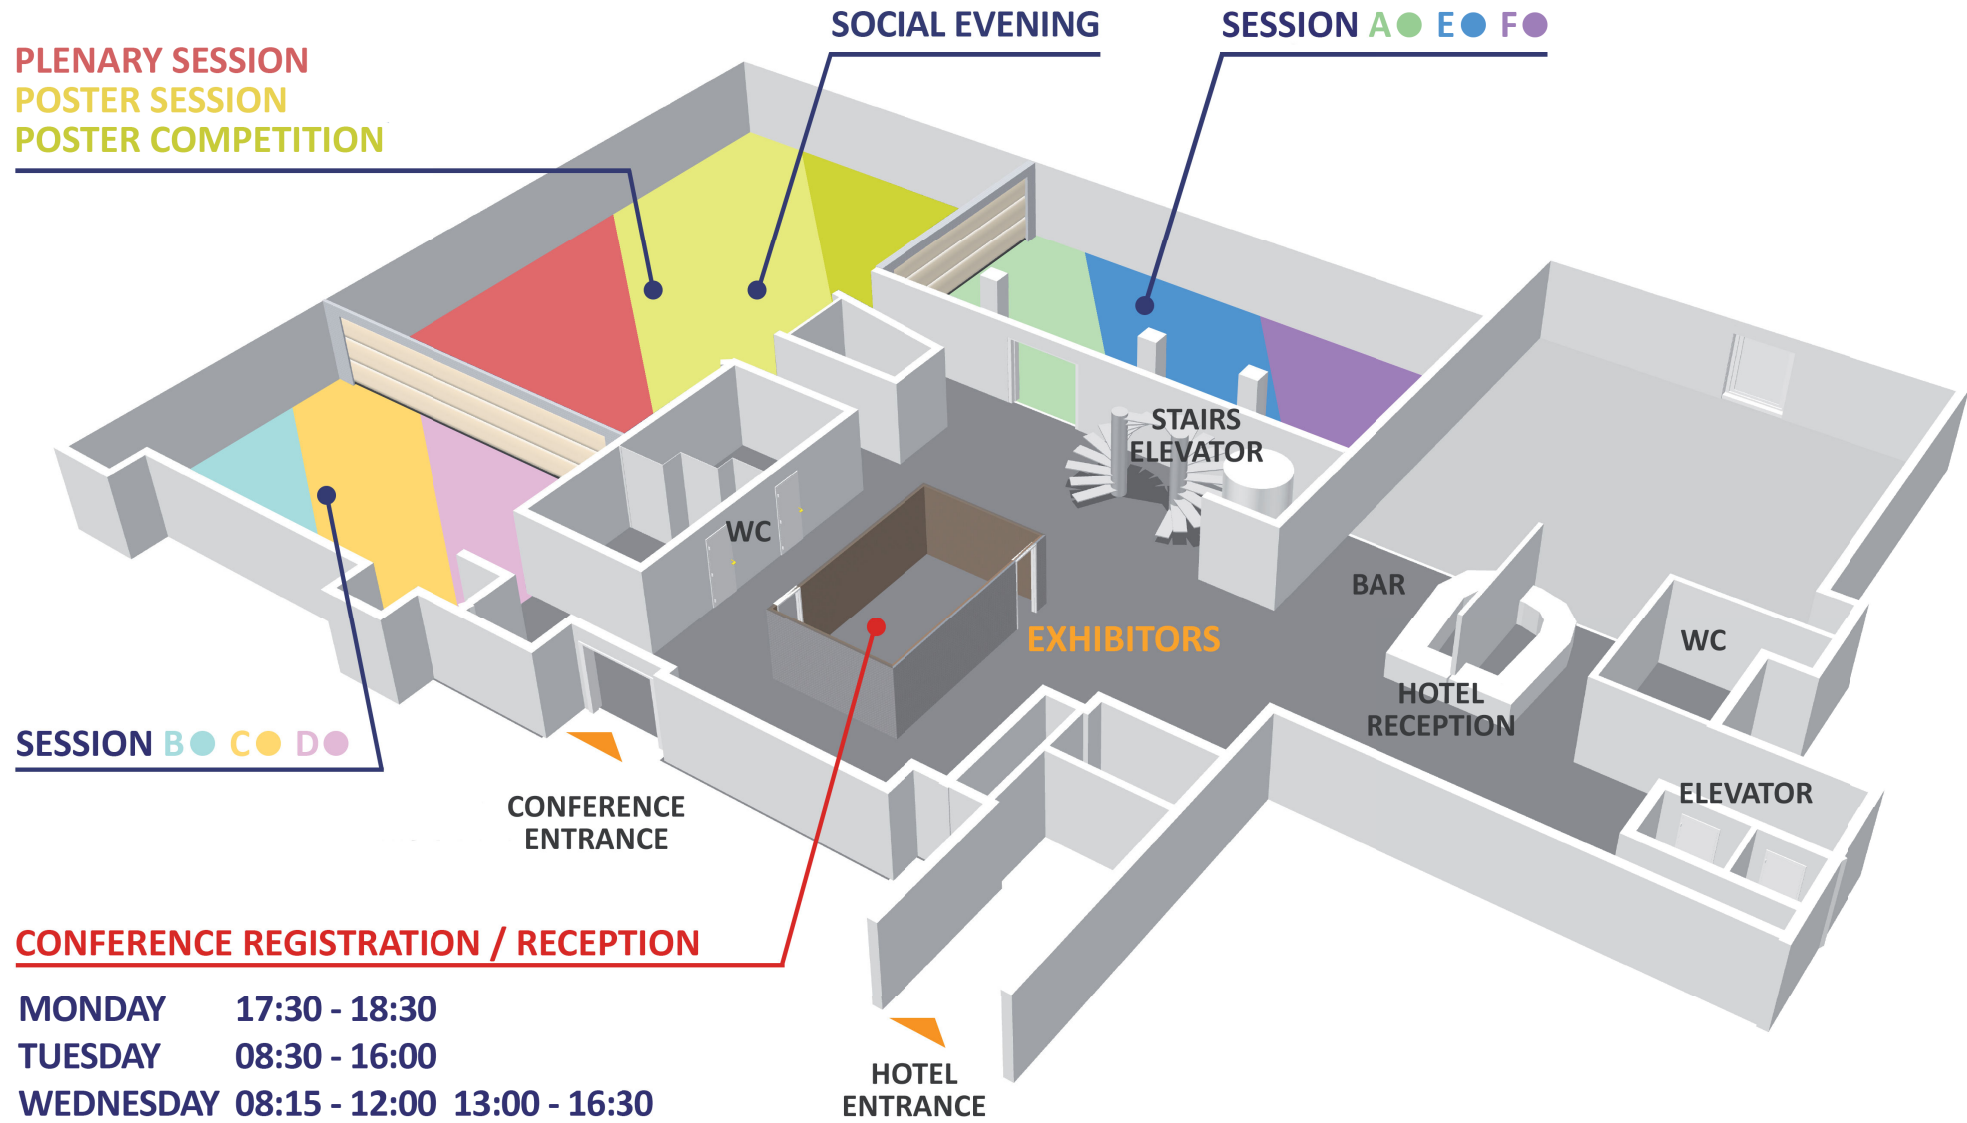 SOCIAL EVENING
SESSION A E F
PLENARY SESSION
POSTER SESSION
POSTER COMPETITION
STAIRS
ELEVATOR
WC
BAR
EXHIBITORS
WC
HOTEL
RECEPTION
SESSION B C D
ELEVATOR
CONFERENCE
ENTRANCE
CONFERENCE REGISTRATION / RECEPTION
MONDAY 17:30 - 18:30
TUESDAY 08:30 - 16:00
WEDNESDAY 08:15 - 12:00 13:00 - 16:30
HOTEL
ENTRANCE